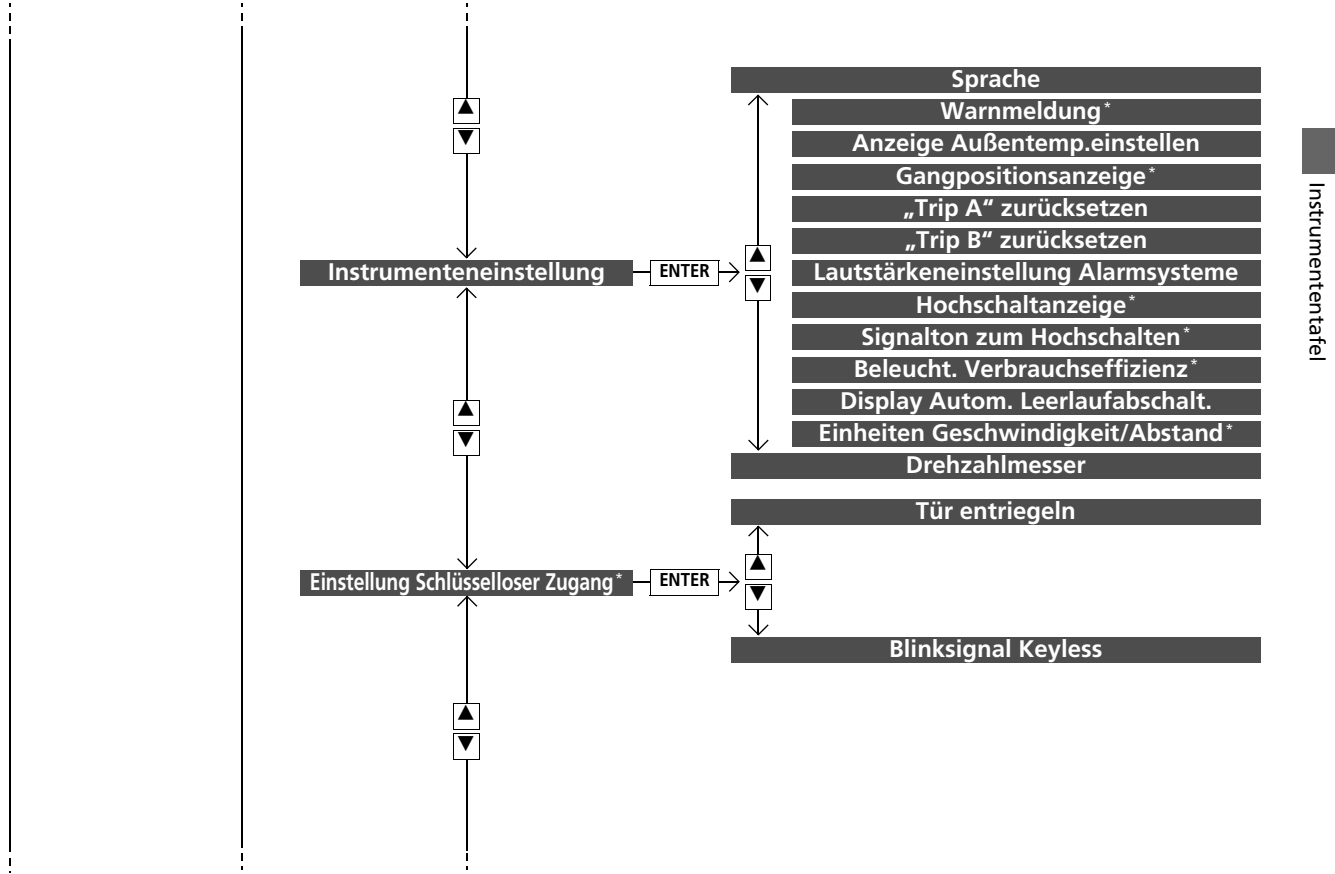 Sprache
Warnmeldung*
Anzeige Außentemp.einstellen
Gangpositionsanzeige*
„Trip A“ zurücksetzen
„Trip B“ zurücksetzen
Instrumenteneinstellung
ENTER
Lautstärkeneinstellung Alarmsysteme
Hochschaltanzeige*
Signalton zum Hochschalten*
Beleucht. Verbrauchseffizienz*
Display Autom. Leerlaufabschalt.
Einheiten Geschwindigkeit/Abstand*
Drehzahlmesser
Tür entriegeln
Einstellung Schlüsselloser Zugang*
ENTER
Blinksignal Keyless
Instrumententafel